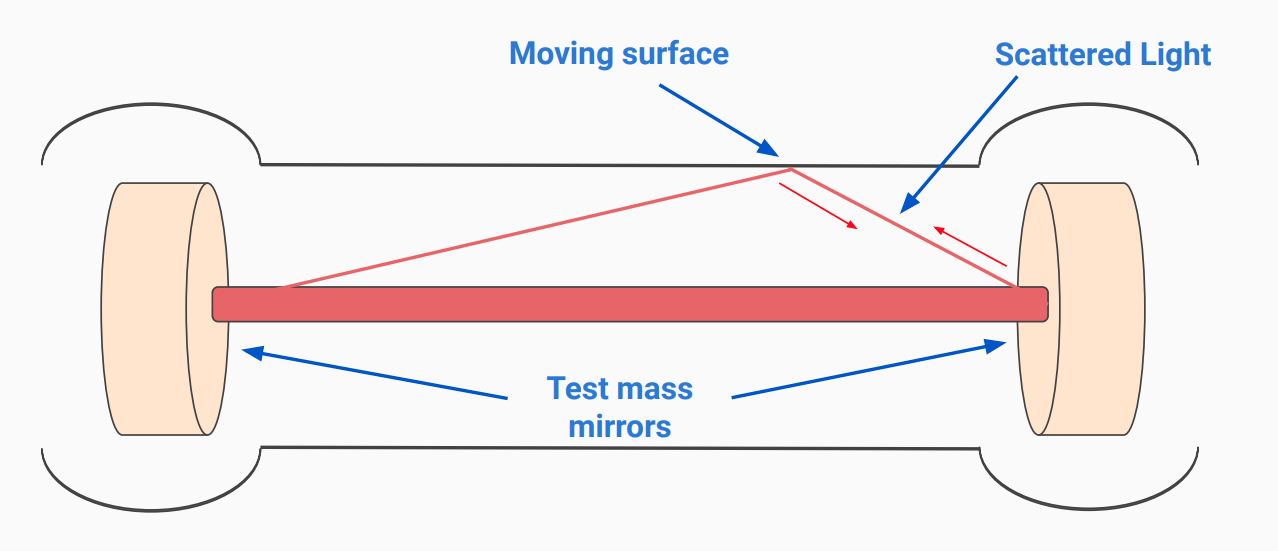 Moving surface
Scattered Light
Test mass
mirrors